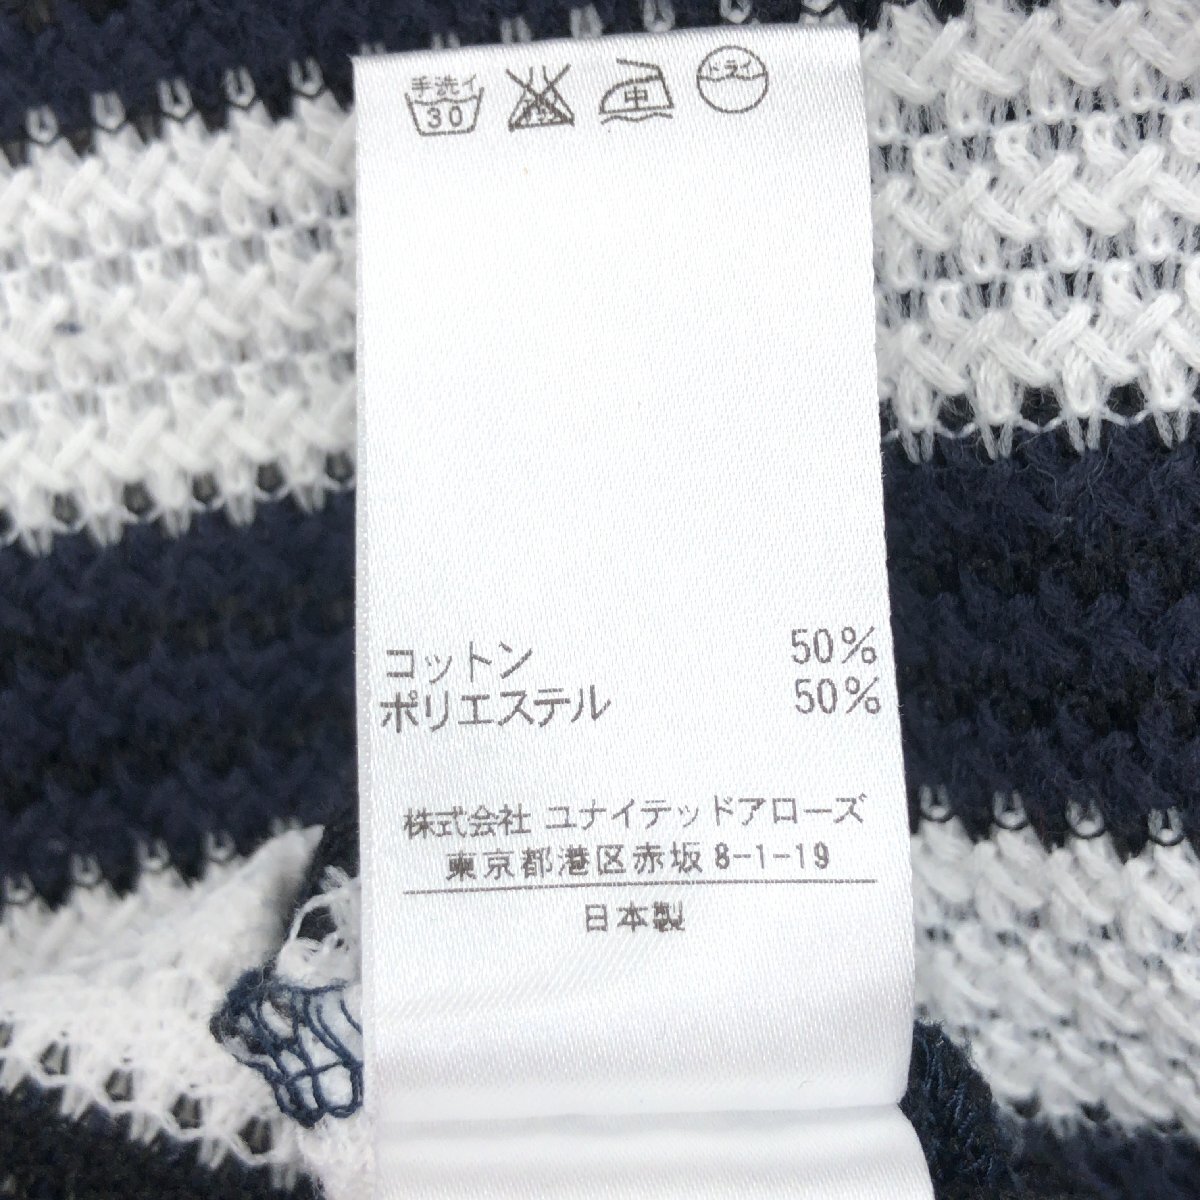 手洗イ
30
中
ドライ
コットン 50%
ポリエステル 50%
株式会社 ユナイテッドアローズ
東京都港区赤坂 8-1-19
日本製